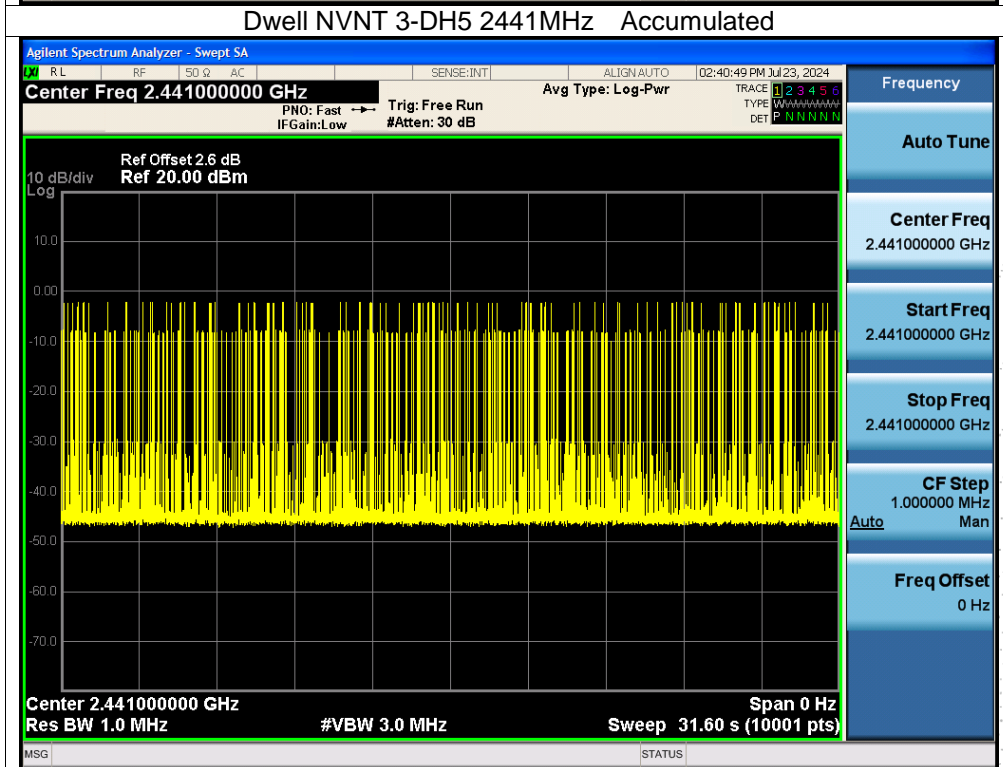 Dwell NVNT 3-DH5 2441MHz Accumulated
Agilent Spectrum Analyzer - Swept SA
LXI RL RF 50 Ω AC SENSE:INT ALIGN AUTO 02:40:49 PM Jul 23, 2024
Center Freq 2.441000000 GHz Avg Type: Log-Pwr TRACE 1 2 3 4 5 6
PNO: Fast Trig: Free Run TYPE WWWWWW
IFGain:Low #Atten: 30 dB DET P N N N N N
Frequency
Auto Tune
Center Freq
2.441000000 GHz
Start Freq
2.441000000 GHz
Stop Freq
2.441000000 GHz
CF Step
1.000000 MHz
Auto Man
Freq Offset
0 Hz
Ref Offset 2.6 dB
10 dB/div Ref 20.00 dBm
Log
10.0
0.00
-10.0
-20.0
-30.0
-40.0
-50.0
-60.0
-70.0
Center 2.441000000 GHz Span 0 Hz
Res BW 1.0 MHz #VBW 3.0 MHz Sweep 31.60 s (10001 pts)
MSG STATUS